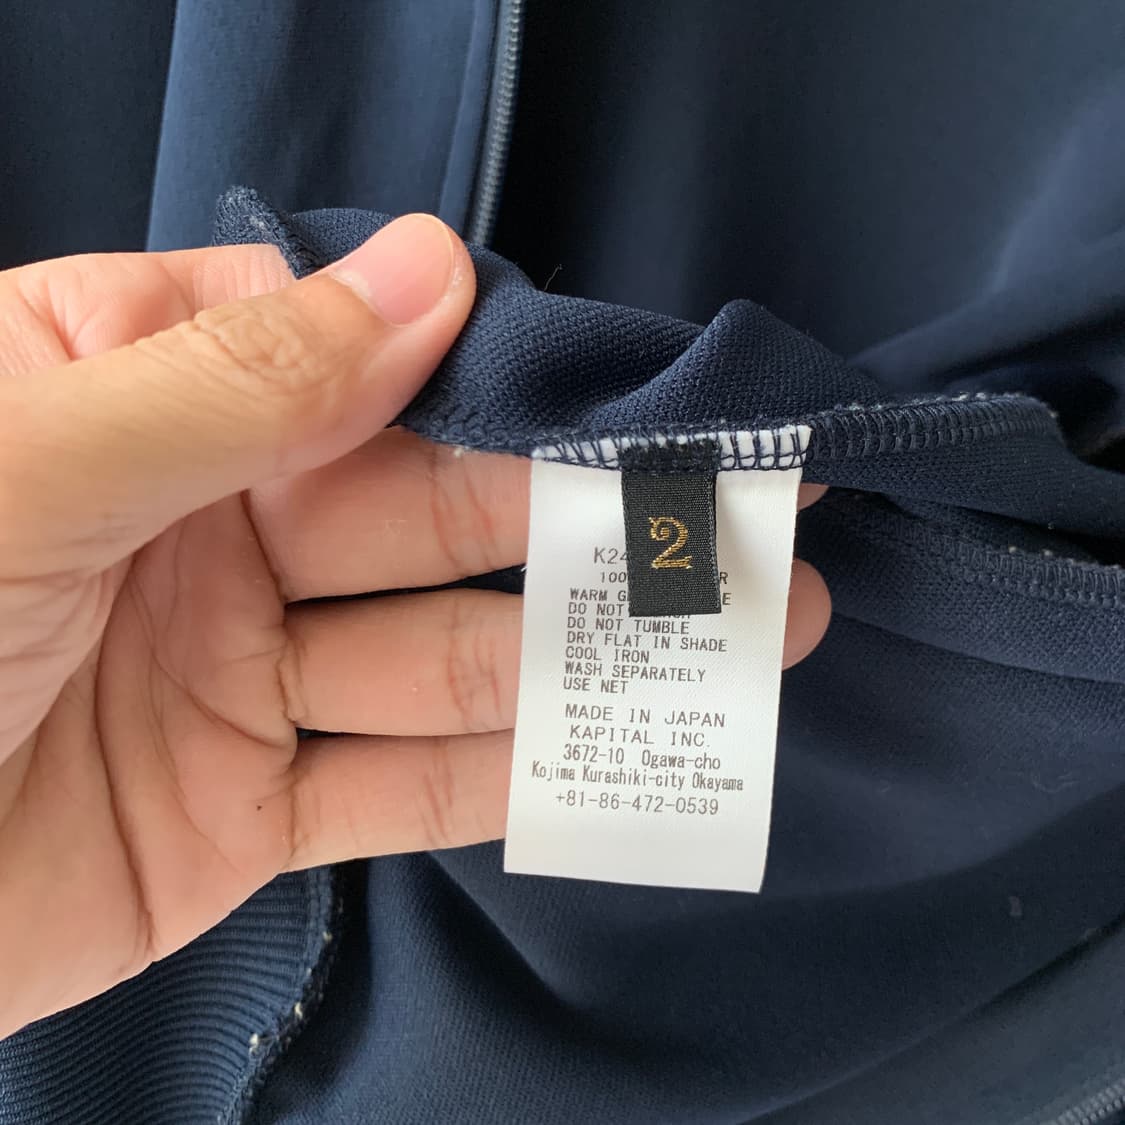 2
K24
100
WARM
DO NOT
DO NOT TUMBLE
DRY FLAT IN SHADE
COOL IRON
WASH SEPARATELY
USE NET
MADE IN JAPAN
KAPITAL INC.
3672-10 Ogawa-cho
Kojima Kurashiki-city Okayama
+81-86-472-0539